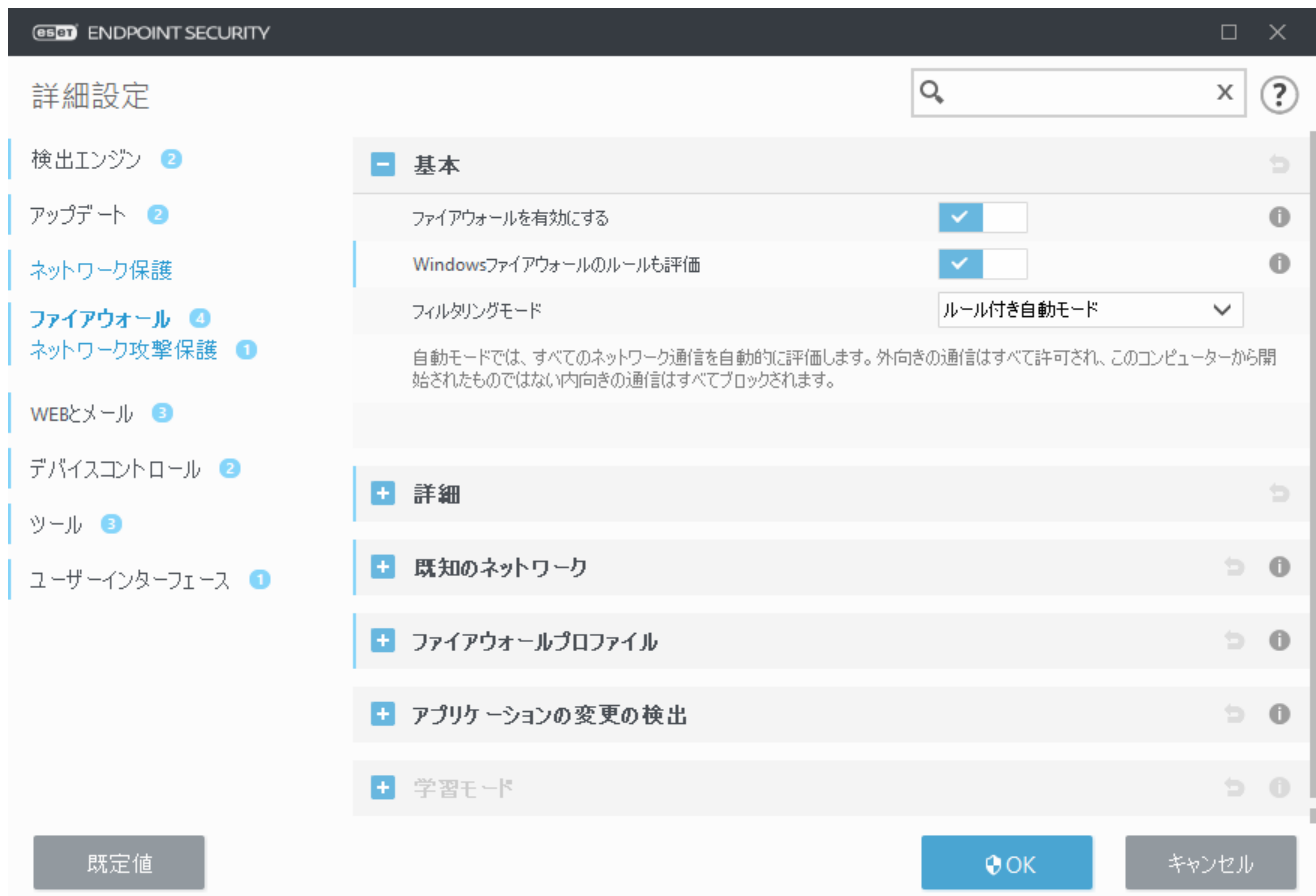 eset ENDPOINT SECURITY
詳細設定
検出エンジン 2
アップデート 2
ネットワーク保護
ファイアウォール 4
ネットワーク攻撃保護 1
WEBとメール 3
デバイスコントロール 2
ツール 3
ユーザーインターフェース 1
基本
ファイアウォールを有効にする
Windowsファイアウォールのルールも評価
フィルタリングモード ルール付き自動モード
自動モードでは、すべてのネットワーク通信を自動的に評価します。外向きの通信はすべて許可され、このコンピューターから開
始されたものではない内向きの通信はすべてブロックされます。
詳細
既知のネットワーク
ファイアウォールプロファイル
アプリケーションの変更の検出
学習モード
既定値
OK
キャンセル